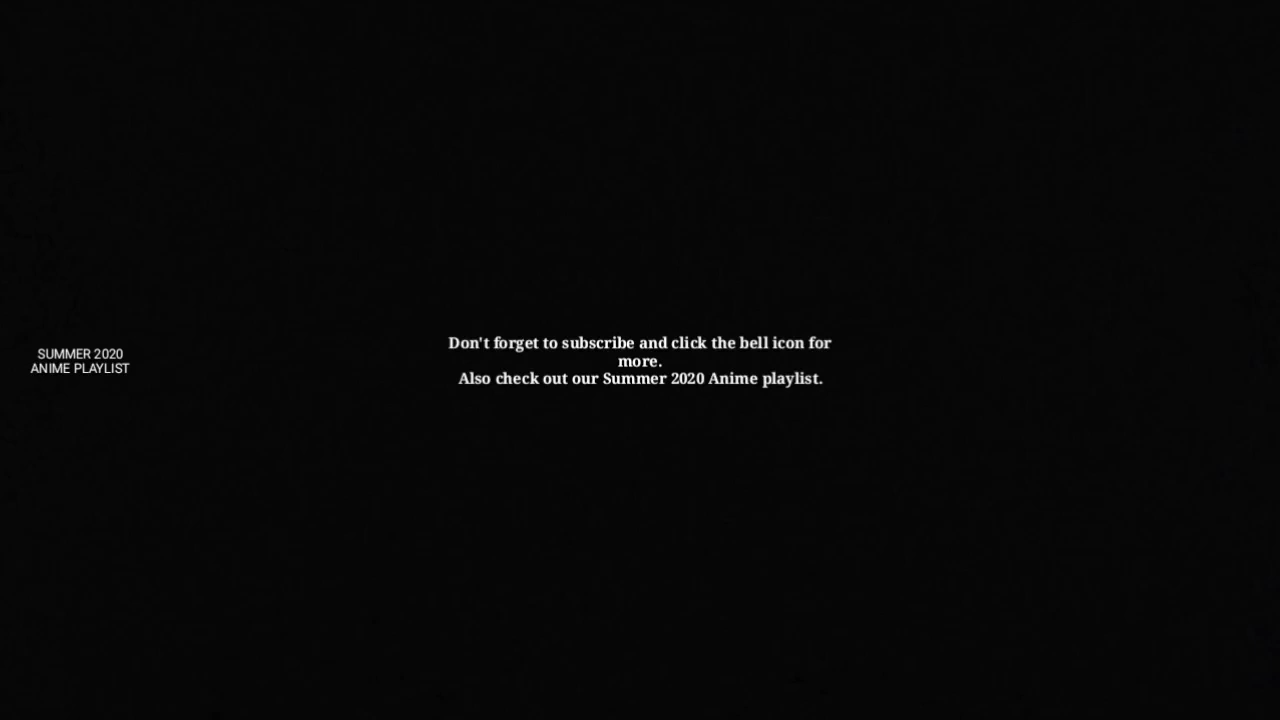 SUMMER 2020
ANIME PLAYLIST
Don't forget to subscribe and click the bell icon for
more.
Also check out our Summer 2020 Anime playlist.